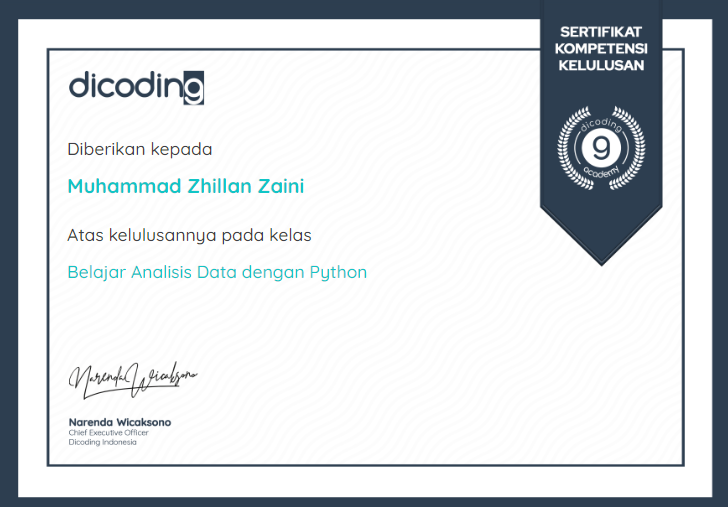 SERTIFIKAT
KOMPETENSI
KELULUSAN
dicoding
dicoding
9
academy
Diberikan kepada
Muhammad Zhillan Zaini
Atas kelulusannya pada kelas
Belajar Analisis Data dengan Python
Narenda Wicaksono
Narenda Wicaksono
Chief Executive Officer
Dicoding Indonesia